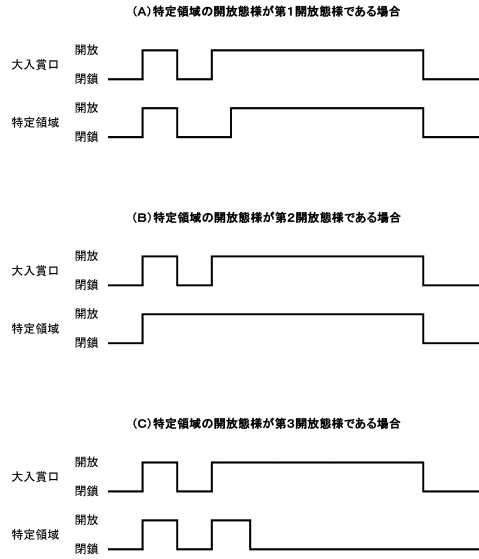 （A）特定領域の開放態様が第１開放態様である場合
開放
大入賞口
閉鎖
開放
特定領域
閉鎖
（B）特定領域の開放態様が第２開放態様である場合
開放
大入賞口
閉鎖
開放
特定領域
閉鎖
（C）特定領域の開放態様が第３開放態様である場合
開放
大入賞口
閉鎖
開放
特定領域
閉鎖